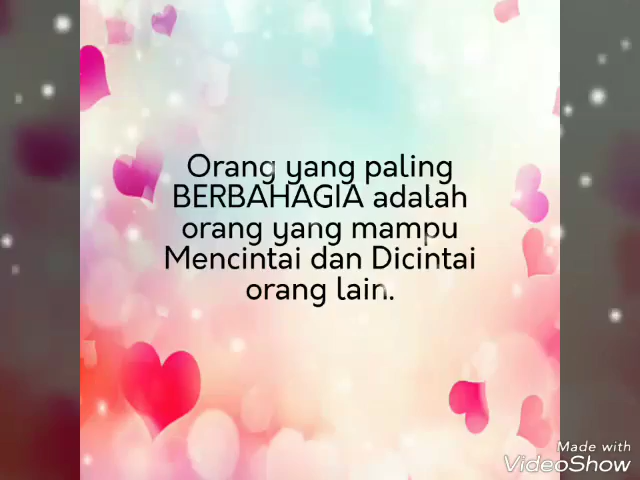 Orang yang paling
BERBAHAGIA adalah
orang yang mampu
Mencintai dan Dicintai
orang lain.
Made with
VideoShow